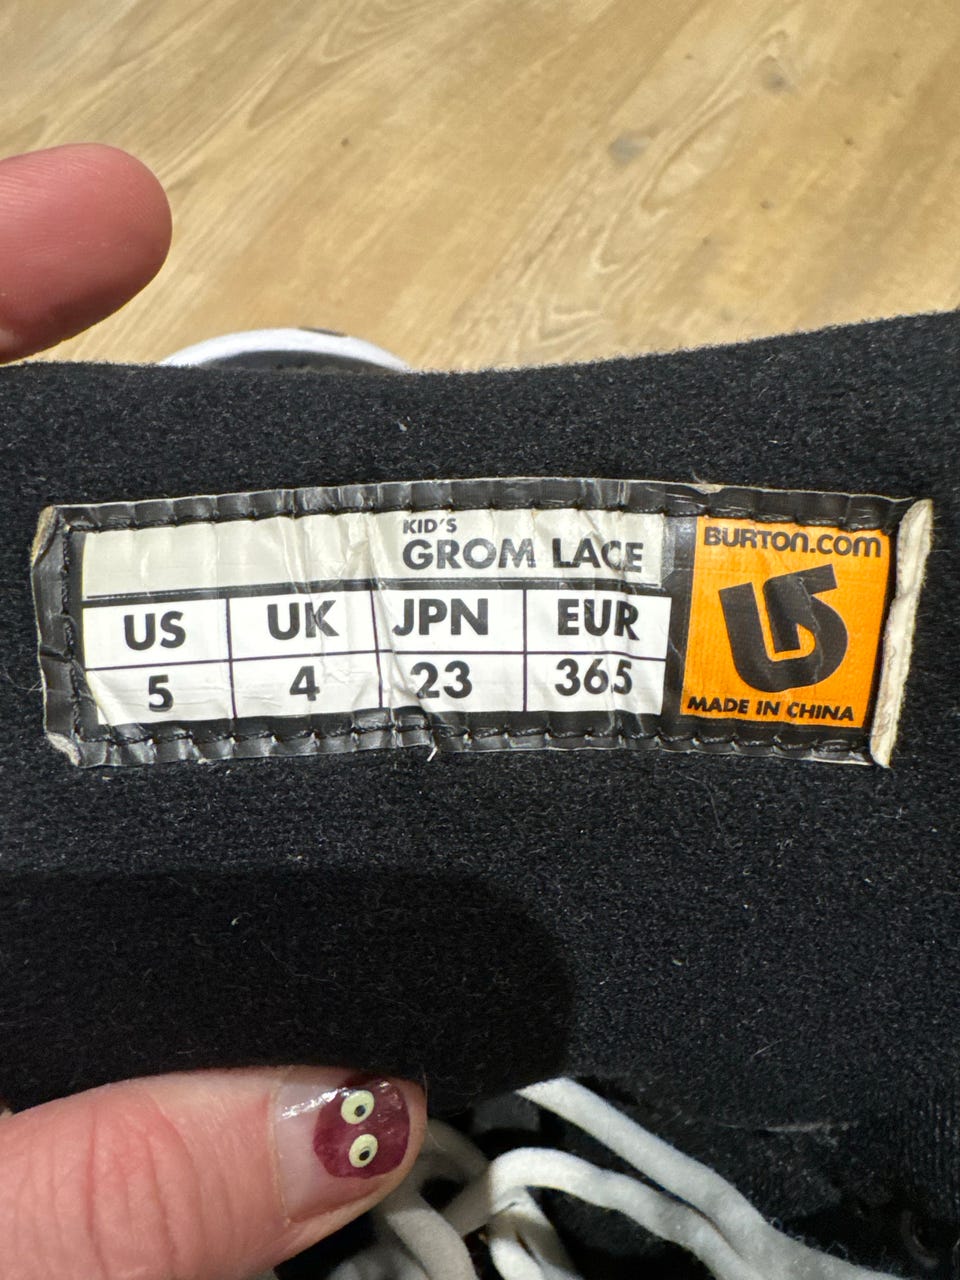 KID'S
GROM LACE
US UK JPN EUR
5 4 23 365
BURTON.COM
MADE IN CHINA